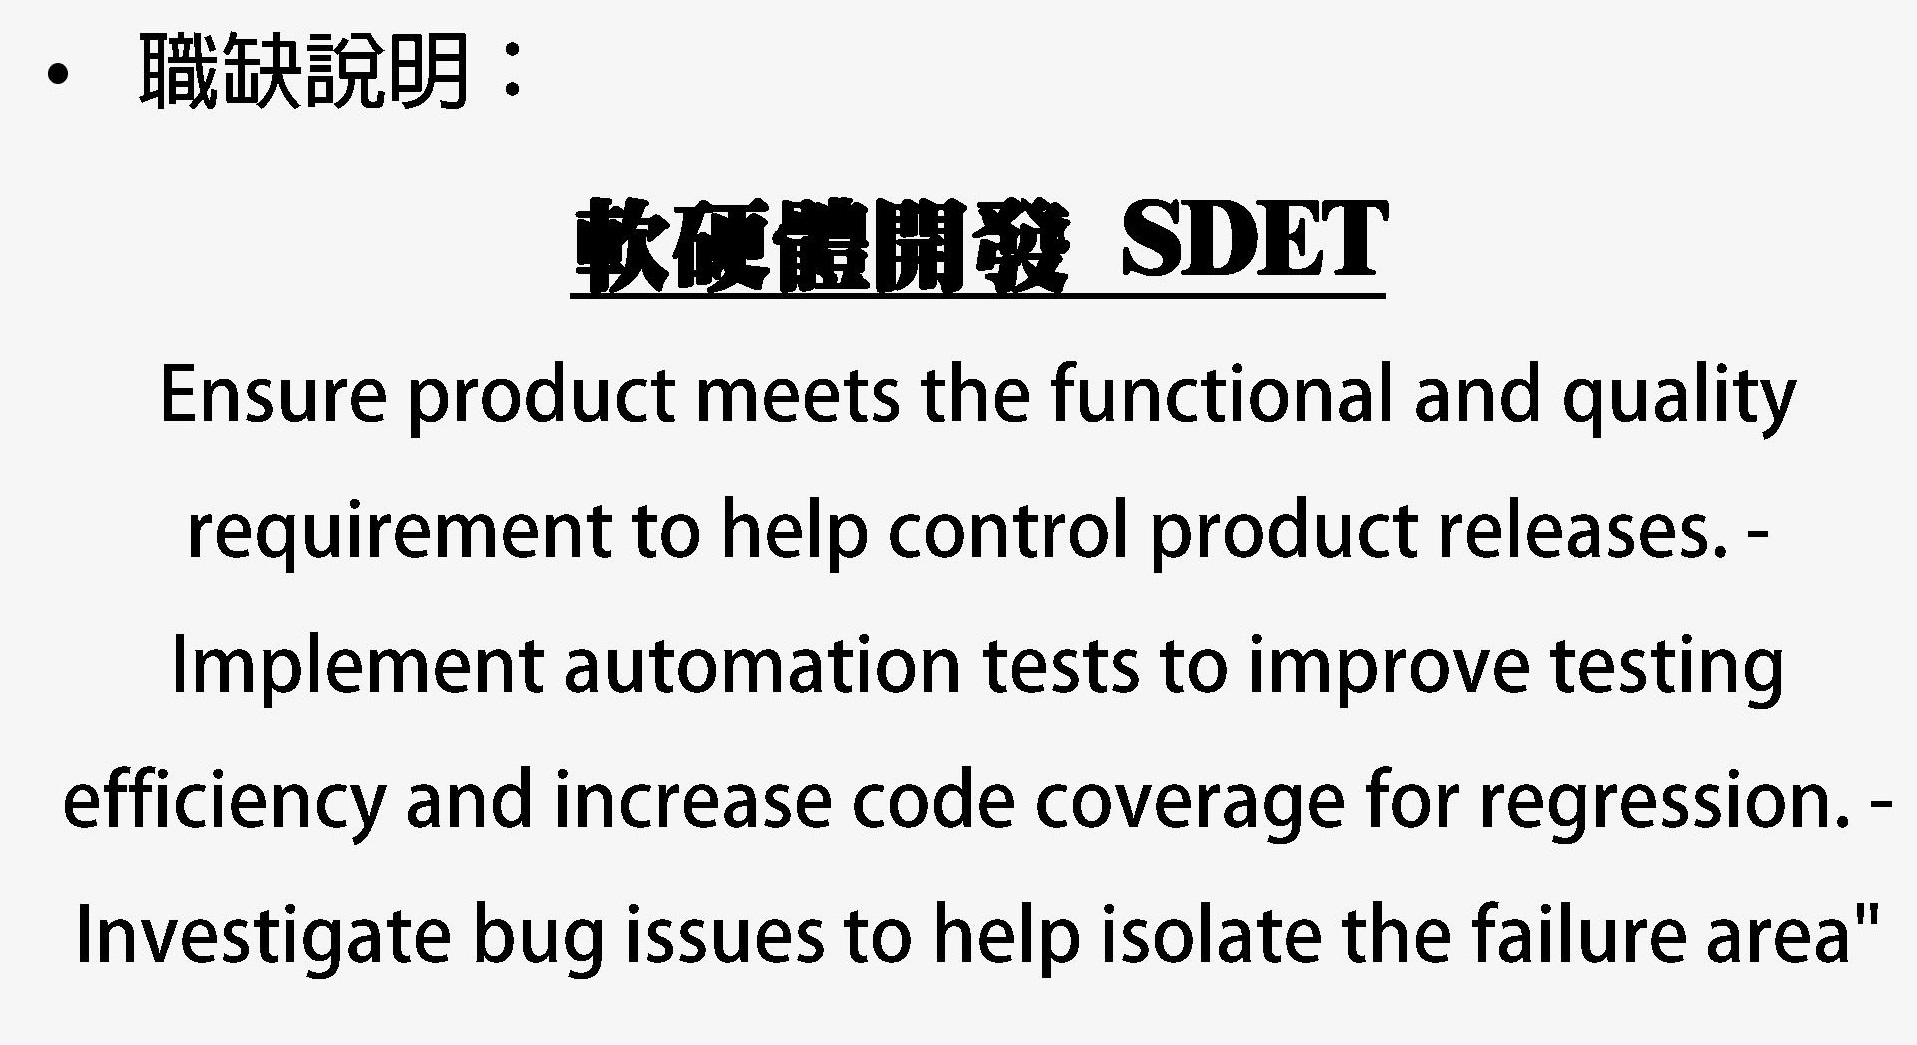 • 職缺說明：
軟硬體開發 SDET
Ensure product meets the functional and quality
requirement to help control product releases. -
Implement automation tests to improve testing
efficiency and increase code coverage for regression. -
Investigate bug issues to help isolate the failure area"